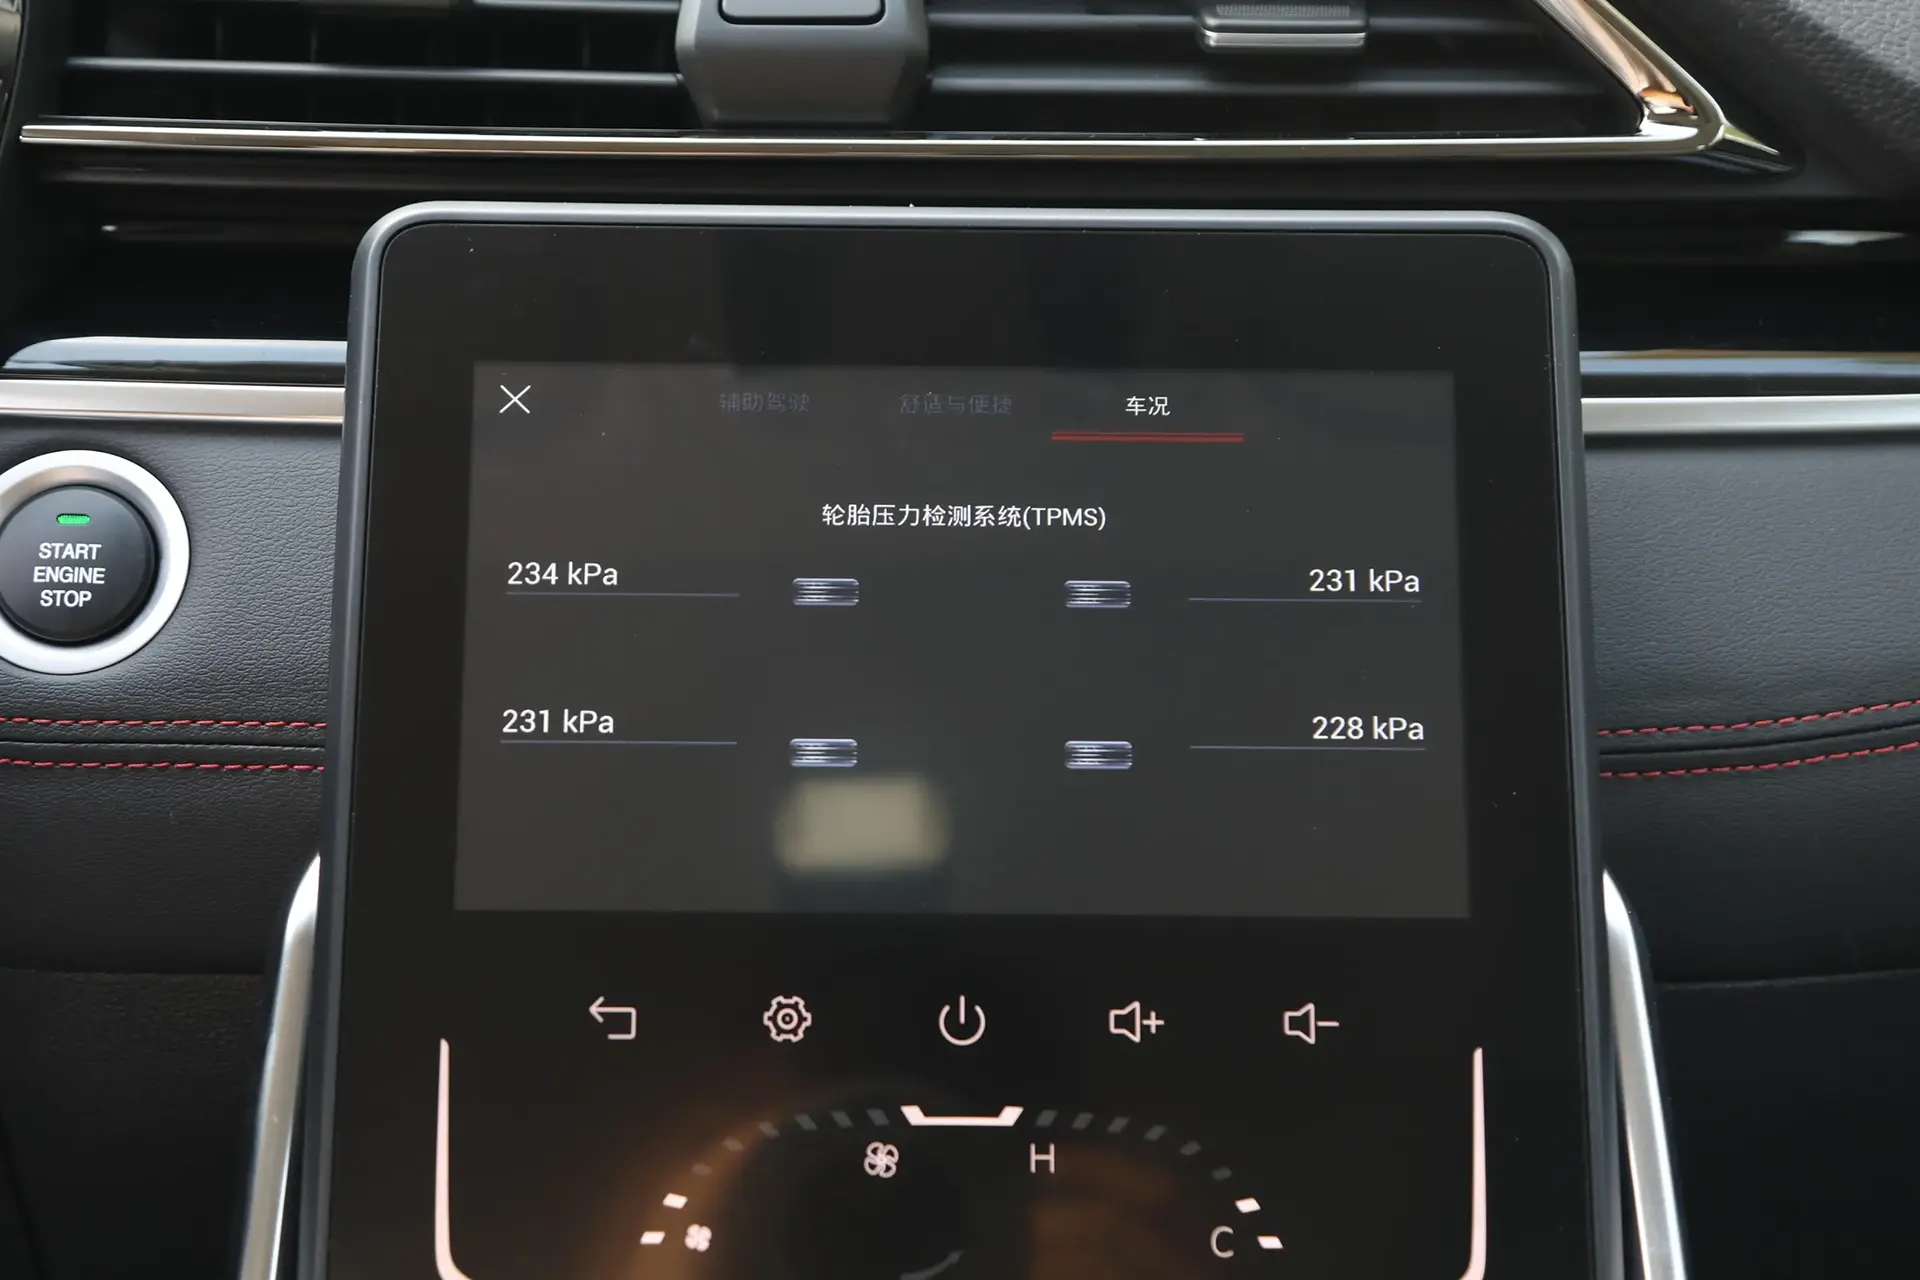 辅助驾驶 舒适与便捷 车况
轮胎压力检测系统(TPMS)
234 kPa 231 kPa
231 kPa 228 kPa
START
ENGINE
STOP
H
C